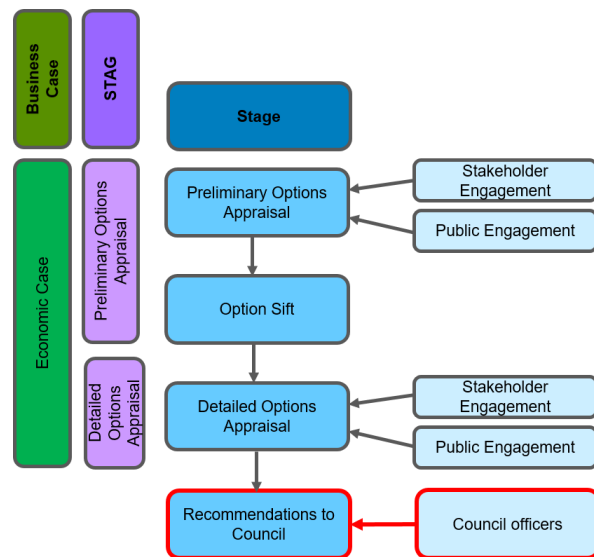 Business
Case
STAG
Stage
Economic Case
Preliminary Options
Appraisal
Preliminary Options
Appraisal
Stakeholder
Engagement
Public Engagement
Option Sift
Detailed
Options
Appraisal
Detailed Options
Appraisal
Stakeholder
Engagement
Public Engagement
Recommendations to
Council
Council officers